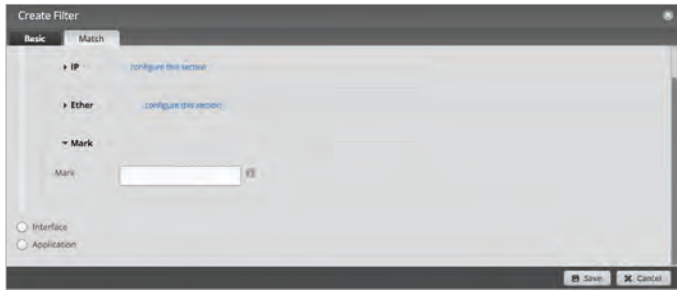 Create Filter
Basic Match
IP configure this section
Ether configure this section
Mark
Mark
Interface
Application
Save Cancel